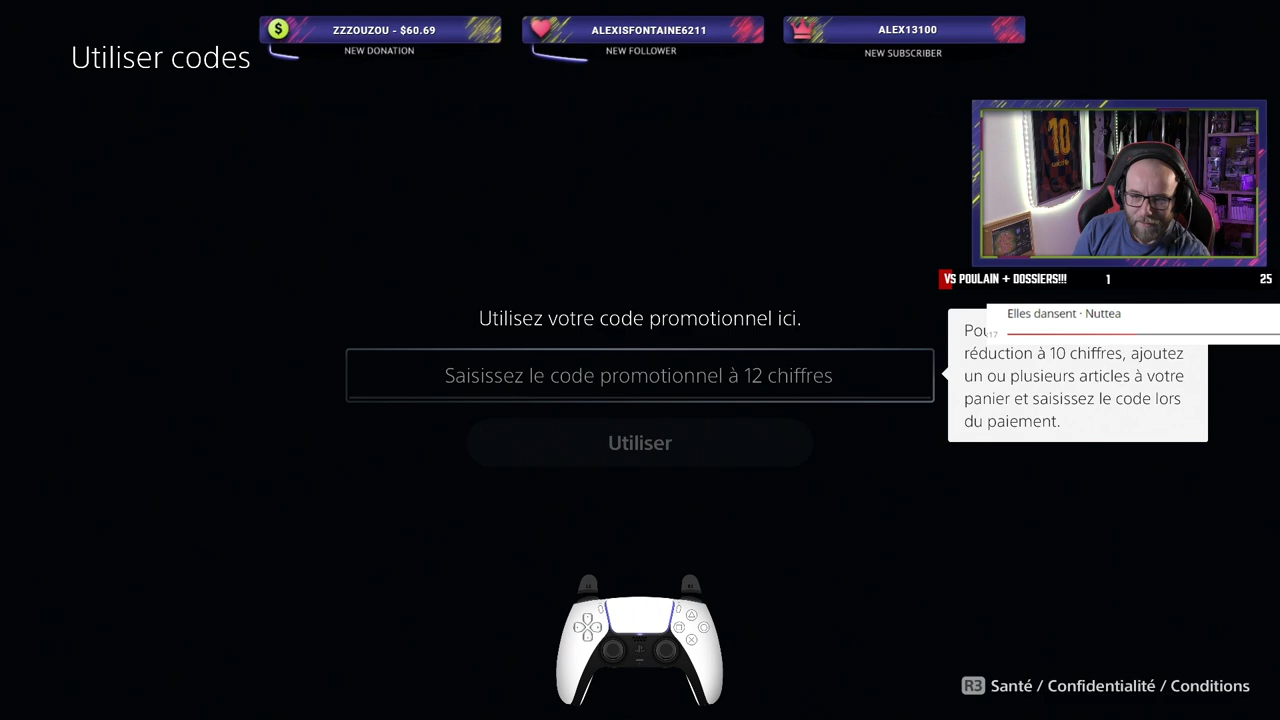 ZZZOUZOU - $60.69
NEW DONATION
ALEXISFONTAINE6211
NEW FOLLOWER
ALEX13100
NEW SUBSCRIBER
Utiliser codes
10
VS POULAIN + DOSSIERS!!!
1
25
Elles dansent · Nuttea
:17
Utilisez votre code promotionnel ici.
Saisissez le code promotionnel à 12 chiffres
Utiliser
réduction à 10 chiffres, ajoutez
un ou plusieurs articles à votre
panier et saisissez le code lors
du paiement.
R3 Santé / Confidentialité / Conditions